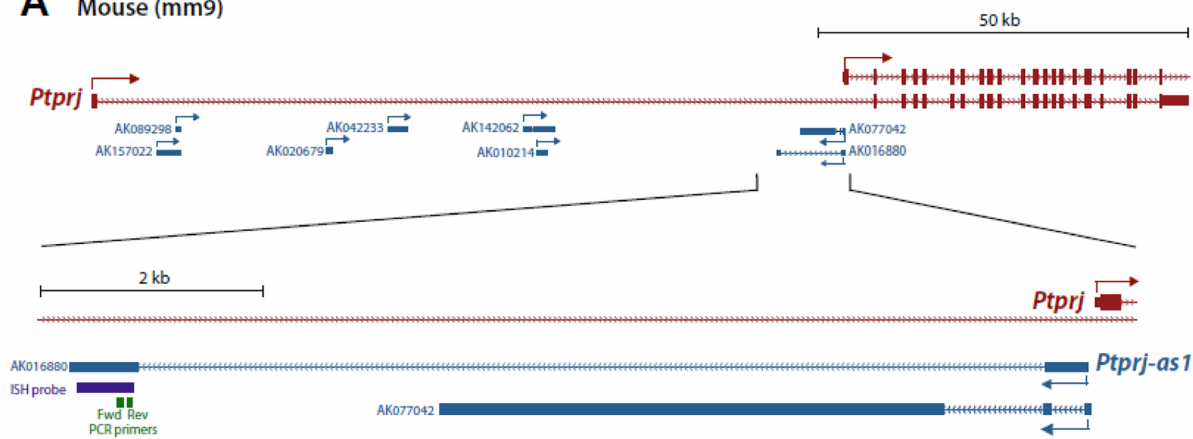 A Mouse (mm9)
50 kb
Ptprj
AK089298
AK042233
AK142062
AK077042
AK157022
AK020679
AK010214
AK016880
2 kb
Ptprj
AK016880
Ptprj-as1
ISH probe
Fwd Rev
AK077042
PCR primers